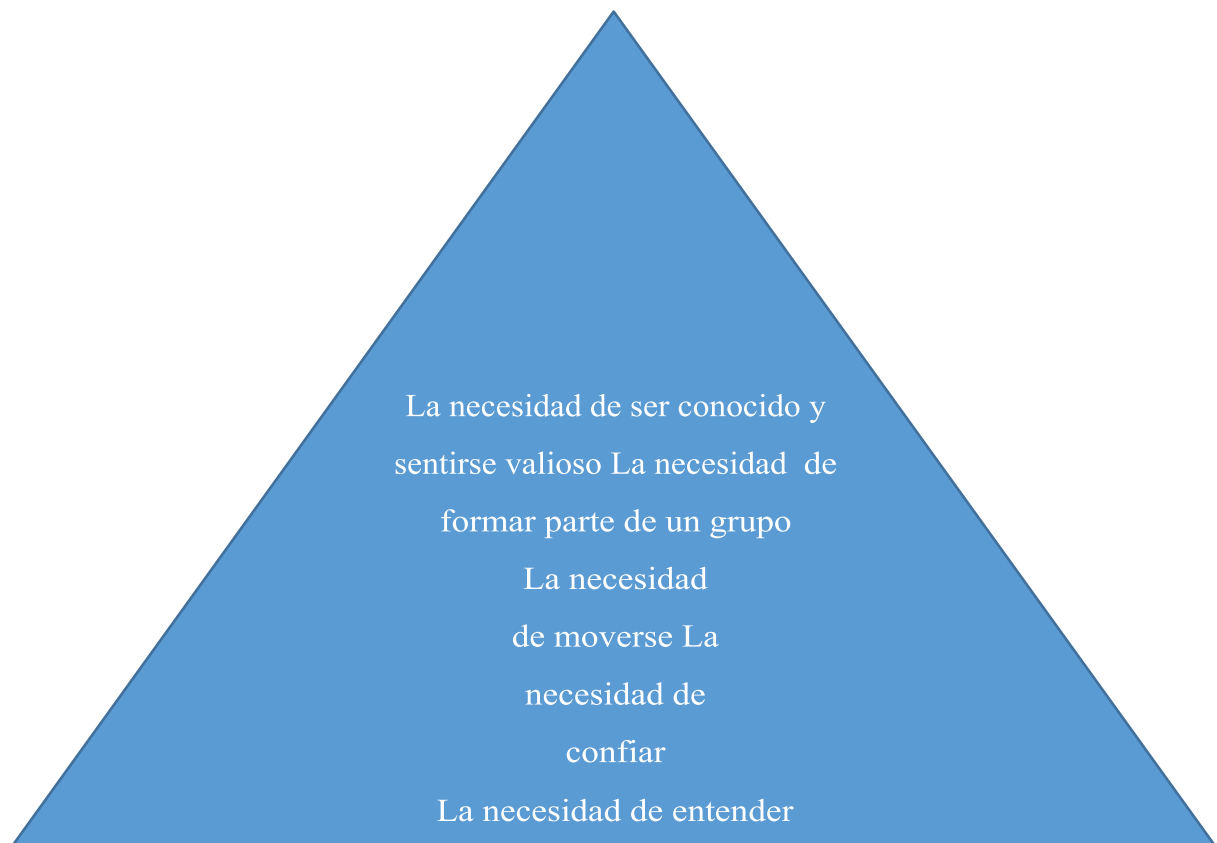 La necesidad de ser conocido y
sentirse valioso La necesidad  de
formar parte de un grupo
La necesidad
de moverse La
necesidad de
confiar
La necesidad de entender